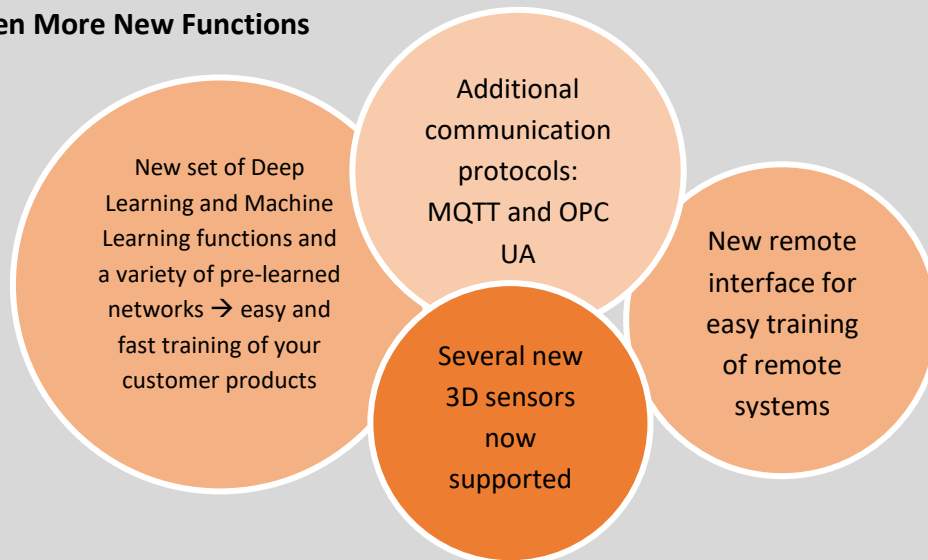 en More New Functions
New set of Deep
Learning and Machine
Learning functions and
a variety of pre-learned
networks → easy and
fast training of your
customer products
Additional
communication
protocols:
MQTT and OPC
UA
Several new
3D sensors
now
supported
New remote
interface for
easy training
of remote
systems